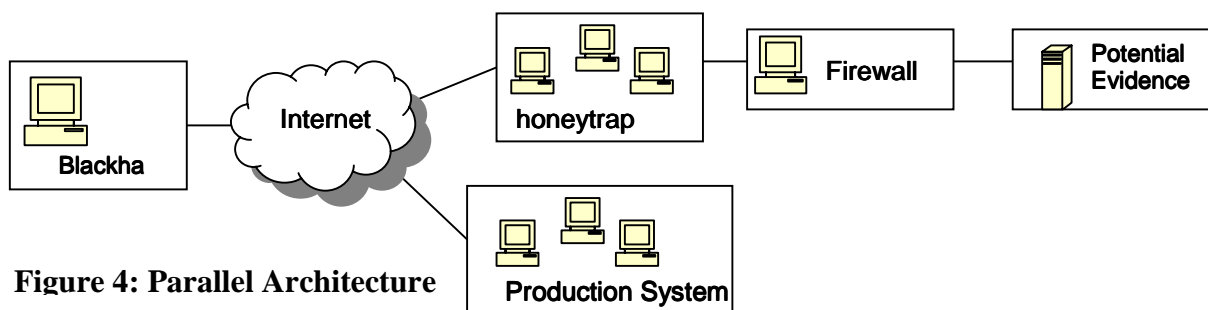 Blackha
Internet
honeytrap
Firewall
Potential
Evidence
Production System
Figure 4: Parallel Architecture